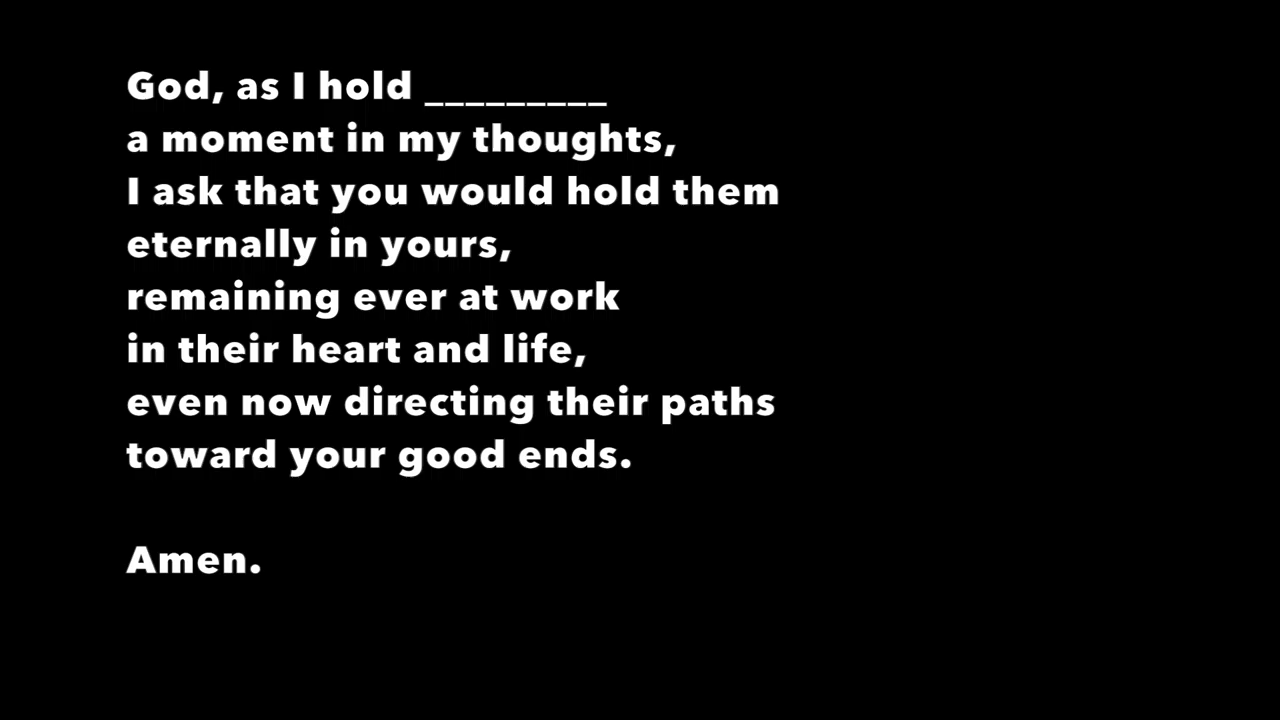 God, as I hold _________
a moment in my thoughts,
I ask that you would hold them
eternally in yours,
remaining ever at work
in their heart and life,
even now directing their paths
toward your good ends.
Amen.